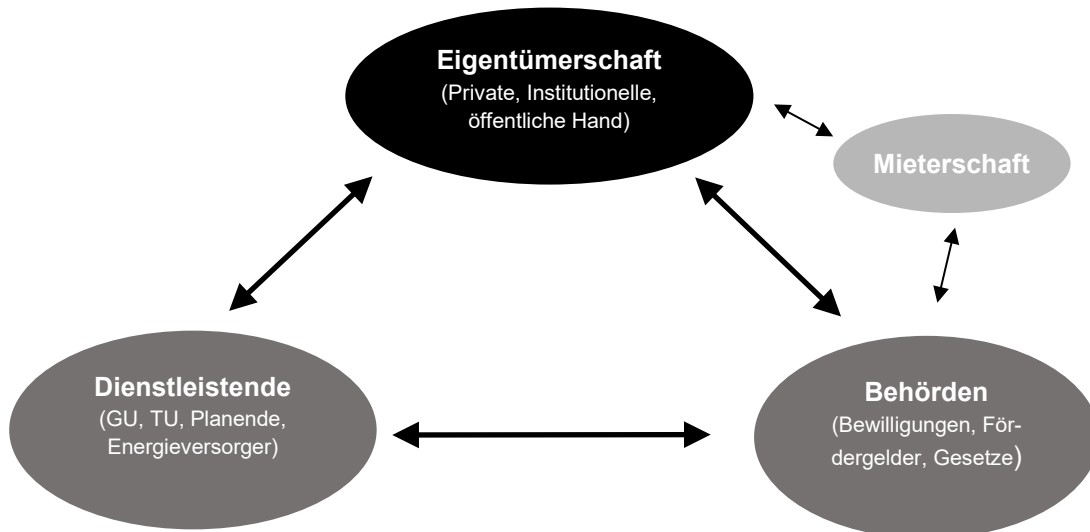 Eigentümerschaft
(Private, Institutionelle,
öffentliche Hand)
Mieterschaft
Dienstleistende
(GU, TU, Planende,
Energieversorger)
Behörden
(Bewilligungen, För-
dergelder, Gesetze)